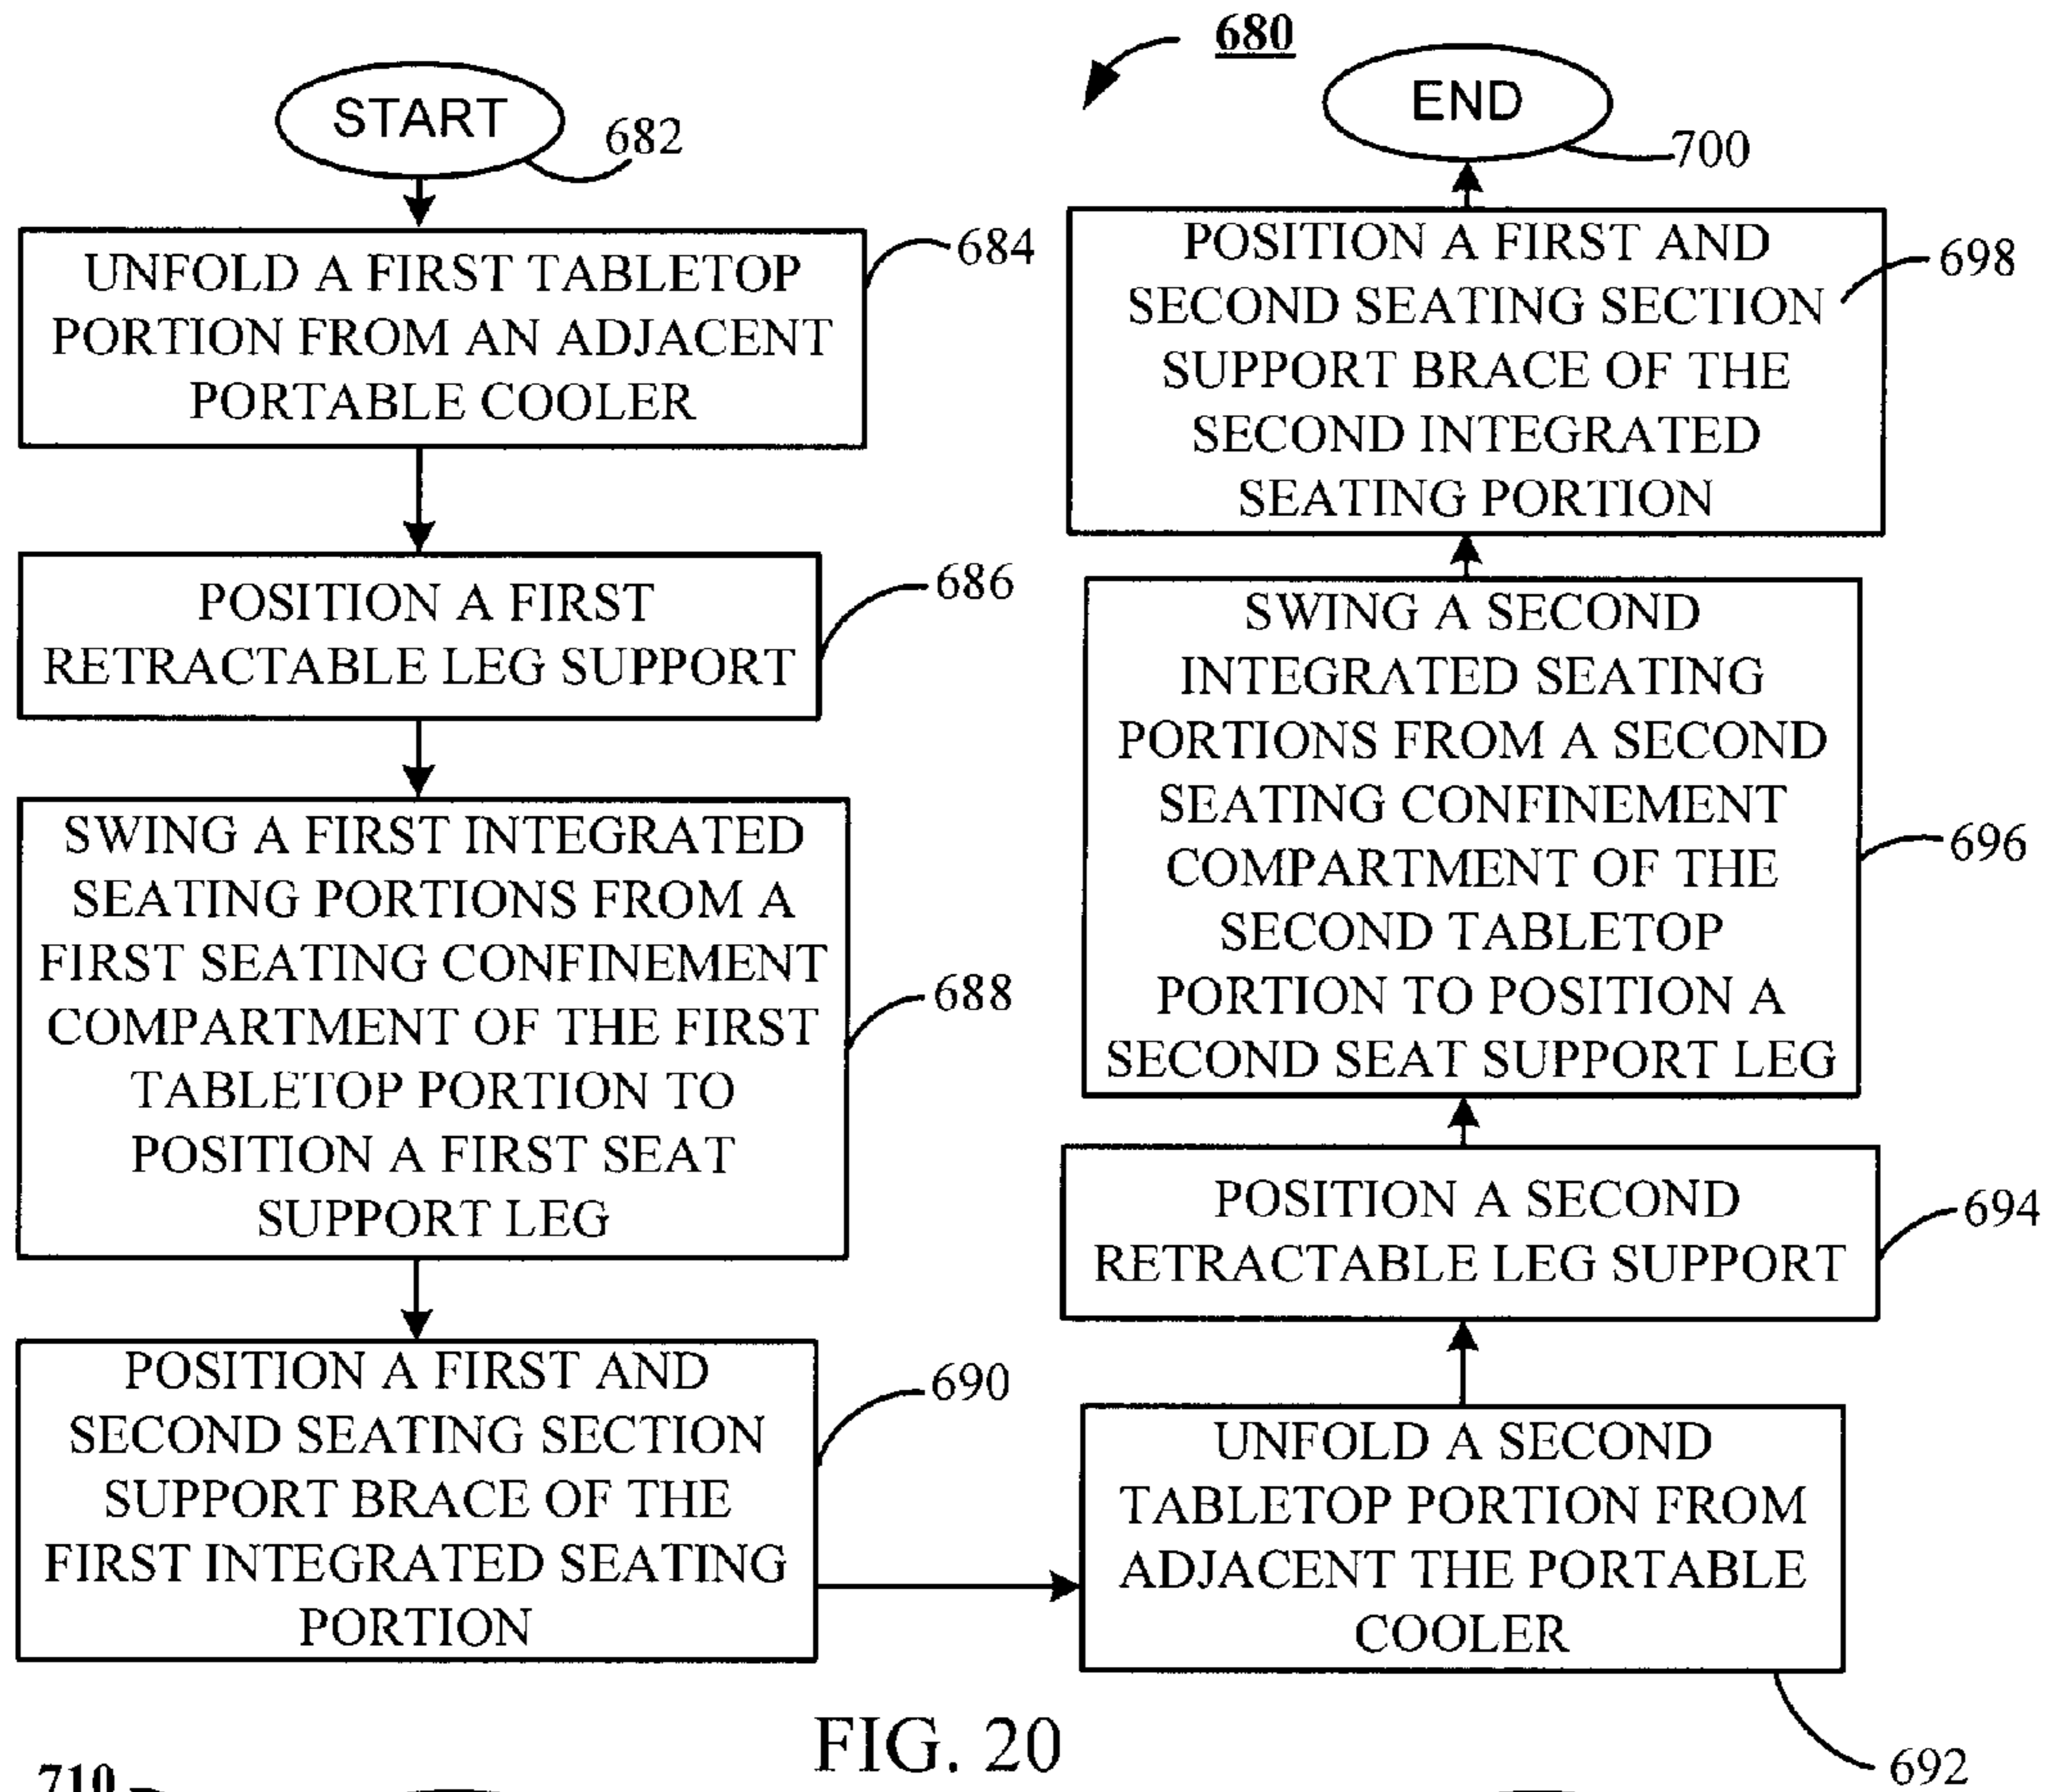 680
START
682
UNFOLD A FIRST TABLETOP
PORTION FROM AN ADJACENT
PORTABLE COOLER
684
POSITION A FIRST
RETRACTABLE LEG SUPPORT
686
SWING A FIRST INTEGRATED
SEATING PORTIONS FROM A
FIRST SEATING CONFINEMENT
COMPARTMENT OF THE FIRST
TABLETOP PORTION TO
POSITION A FIRST SEAT
SUPPORT LEG
688
POSITION A FIRST AND
SECOND SEATING SECTION
SUPPORT BRACE OF THE
FIRST INTEGRATED SEATING
PORTION
690
UNFOLD A SECOND
TABLETOP PORTION FROM
ADJACENT THE PORTABLE
COOLER
692
POSITION A SECOND
RETRACTABLE LEG SUPPORT
694
SWING A SECOND
INTEGRATED SEATING
PORTIONS FROM A SECOND
SEATING CONFINEMENT
COMPARTMENT OF THE
SECOND TABLETOP
PORTION TO POSITION A
SECOND SEAT SUPPORT LEG
696
POSITION A FIRST AND
SECOND SEATING SECTION
SUPPORT BRACE OF THE
SECOND INTEGRATED
SEATING PORTION
698
END
700
FIG. 20
710